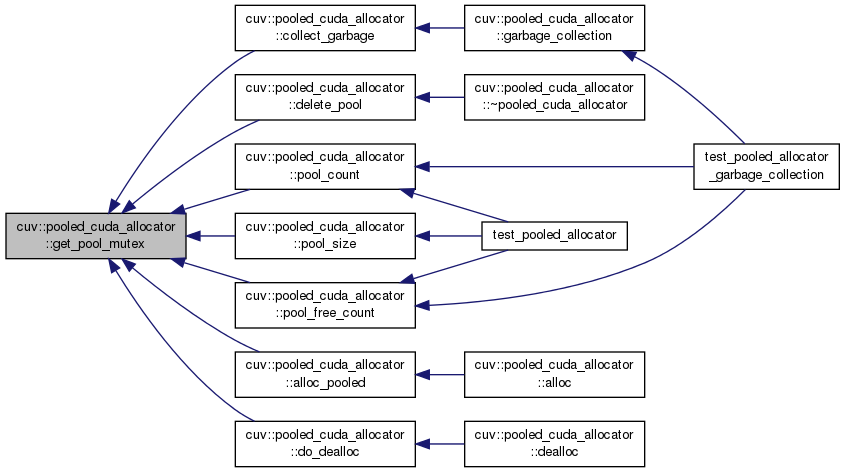 cuv::pooled_cuda_allocator
::collect_garbage
cuv::pooled_cuda_allocator
::garbage_collection
cuv::pooled_cuda_allocator
::delete_pool
cuv::pooled_cuda_allocator
::~pooled_cuda_allocator
cuv::pooled_cuda_allocator
::pool_count
test_pooled_allocator
_garbage_collection
cuv::pooled_cuda_allocator
::get_pool_mutex
cuv::pooled_cuda_allocator
::pool_size
test_pooled_allocator
cuv::pooled_cuda_allocator
::pool_free_count
cuv::pooled_cuda_allocator
::alloc_pooled
cuv::pooled_cuda_allocator
::alloc
cuv::pooled_cuda_allocator
::do_dealloc
cuv::pooled_cuda_allocator
::dealloc